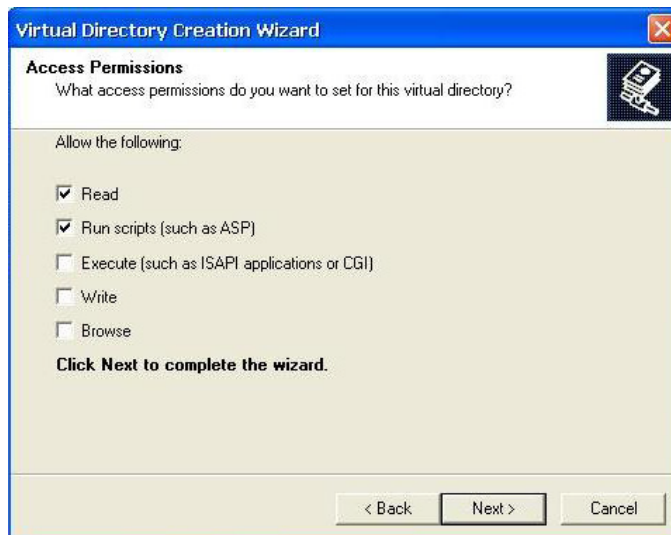 Virtual Directory Creation Wizard
Access Permissions
What access permissions do you want to set for this virtual directory?
Allow the following:
Read
Run scripts (such as ASP)
Execute (such as ISAPI applications or CGI)
Write
Browse
Click Next to complete the wizard.
< Back Next > Cancel